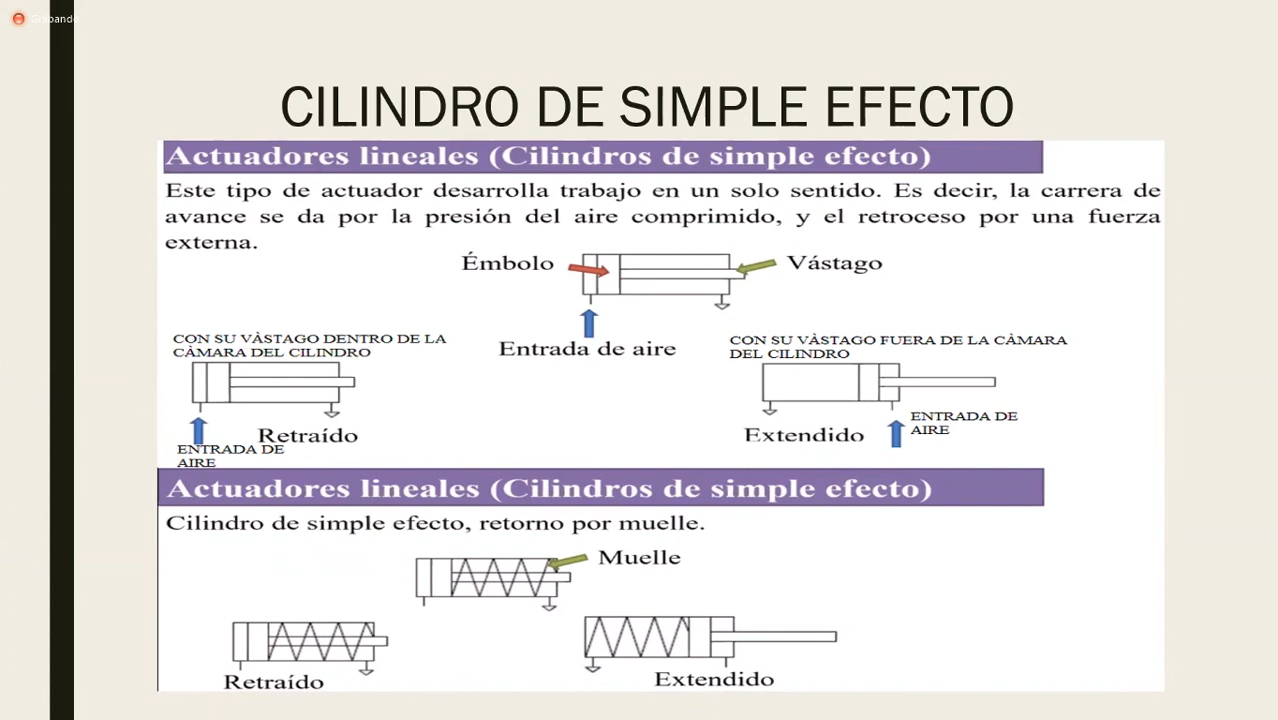 Grabando
CILINDRO DE SIMPLE EFECTO
Actuadores lineales (Cilindros de simple efecto)
Este tipo de actuador desarrolla trabajo en un solo sentido. Es decir, la carrera de
avance se da por la presión del aire comprimido, y el retroceso por una fuerza
externa.
Émbolo
Vástago
Entrada de aire
CON SU VÀSTAGO DENTRO DE LA
CÀMARA DEL CILINDRO
Retraído
ENTRADA DE
AIRE
CON SU VÀSTAGO FUERA DE LA CÀMARA
DEL CILINDRO
Extendido
ENTRADA DE
AIRE
Actuadores lineales (Cilindros de simple efecto)
Cilindro de simple efecto, retorno por muelle.
Muelle
Retraído
Extendido